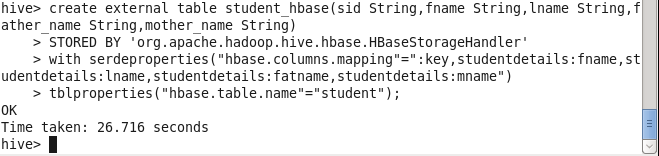 hive> create external table student_hbase(sid String,fname String,lname String,f
ather_name String,mother_name String)
    > STORED BY 'org.apache.hadoop.hive.hbase.HBaseStorageHandler'
    > with serdeproperties("hbase.columns.mapping"=":key,studentdetails:fname,st
udentdetails:lname,studentdetails:fatname,studentdetails:mname")
    > tblproperties("hbase.table.name"="student");
OK
Time taken: 26.716 seconds
hive>